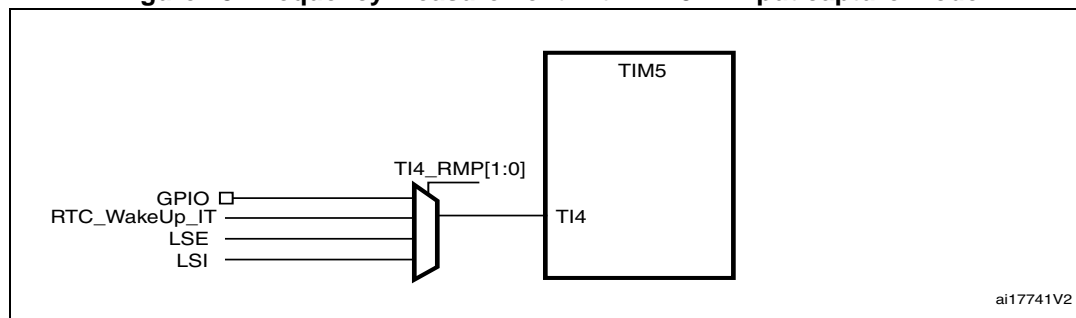 TIM5
TI4_RMP[1:0]
GPIO
RTC_WakeUp_IT
TI4
LSE
LSI
ai17741V2